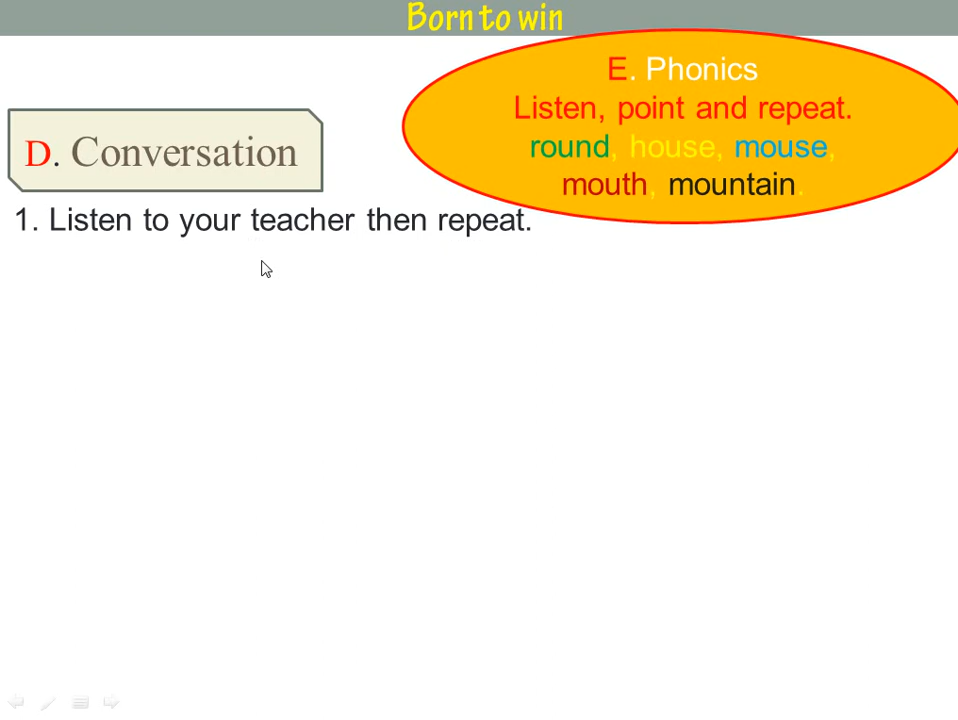 Born to win
E. Phonics
Listen, point and repeat.
round, house, mouse,
mouth, mountain.
D. Conversation
1. Listen to your teacher then repeat.